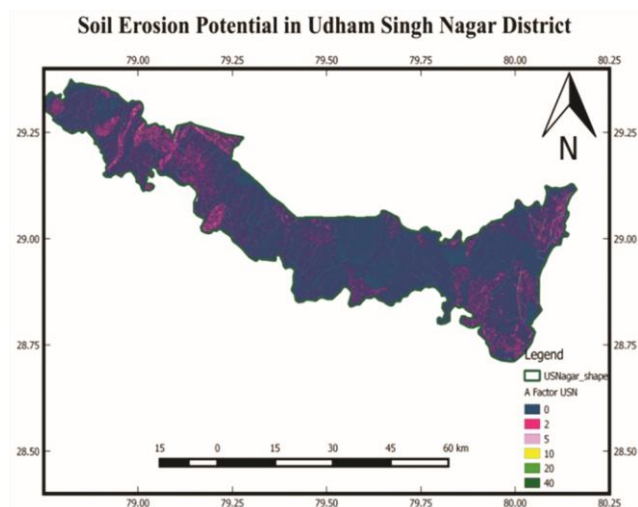 Soil Erosion Potential in Udham Singh Nagar District
79.00 79.25 79.50 79.75 80.00 80.25
29.25 29.25
N
29.00 29.00
28.75 28.75
Legend
USNagar_shape
A Factor USN
0
2
5
10
20
40
15 0 15 30 45 60 km
28.50 28.50
79.00 79.25 79.50 79.75 80.00 80.25